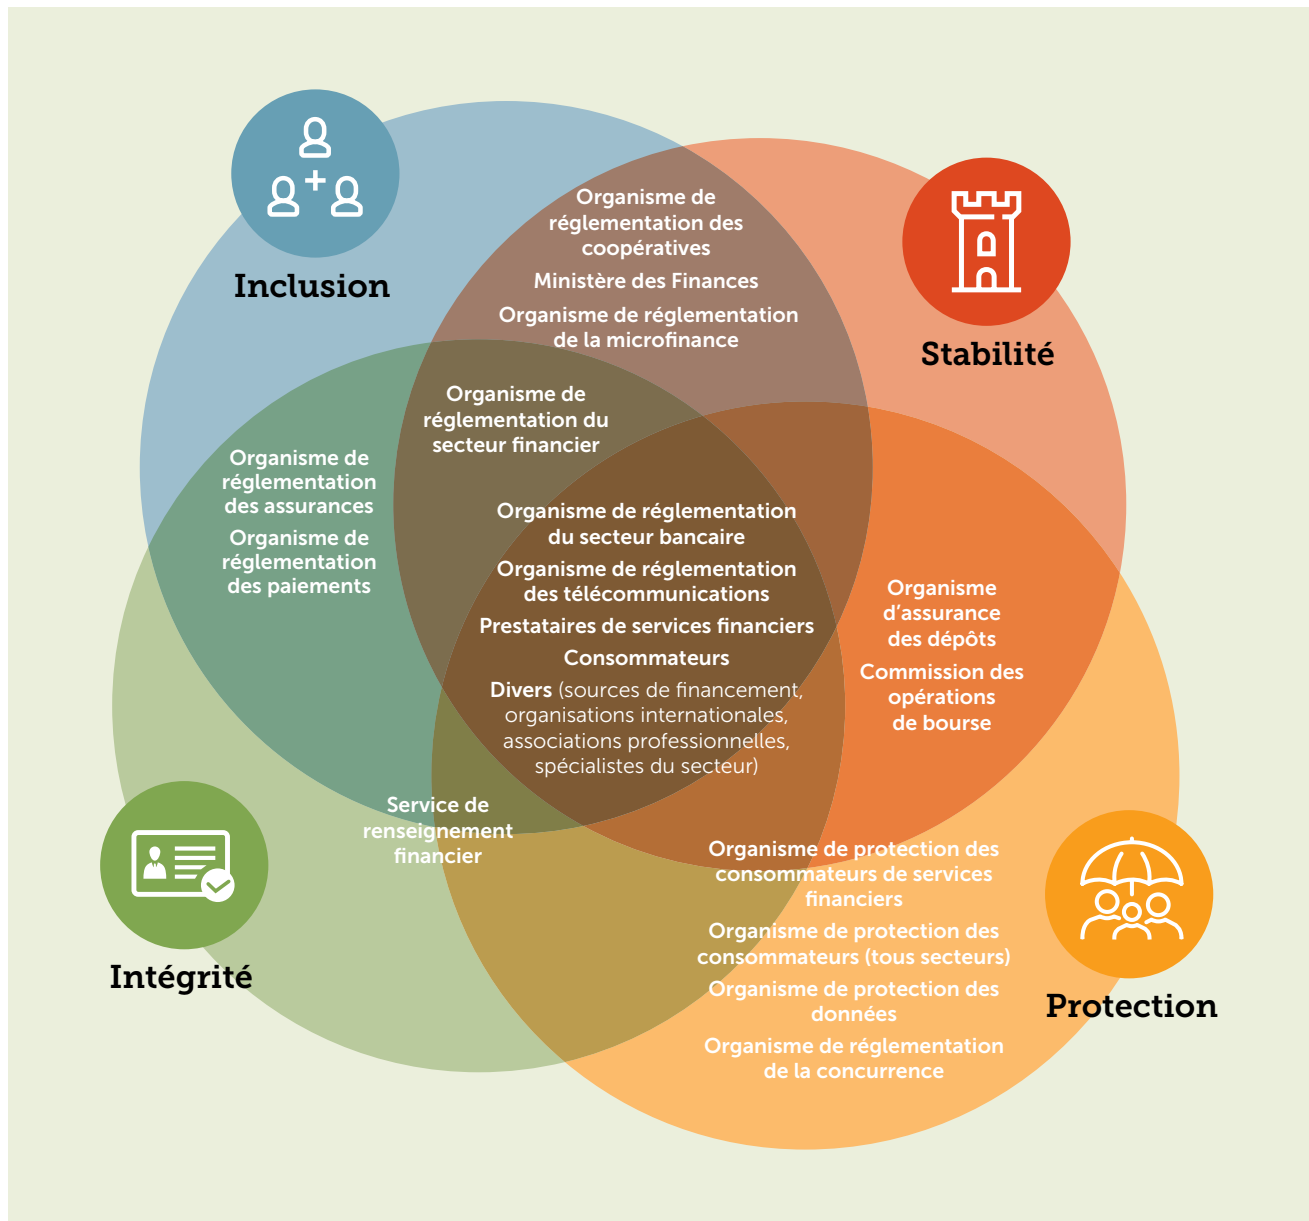 Inclusion
Organisme de
réglementation des
coopératives
Ministère des Finances
Organisme de réglementation
de la microfinance
Stabilité
Organisme de
réglementation du
secteur financier
Organisme de
réglementation
des assurances
Organisme de
réglementation
des paiements
Organisme de réglementation
du secteur bancaire
Organisme de réglementation
des télécommunications
Prestataires de services financiers
Consommateurs
Divers (sources de financement,
organisations internationales,
associations professionnelles,
spécialistes du secteur)
Organisme
d’assurance
des dépôts
Commission des
opérations
de bourse
Service de
renseignement
financier
Intégrité
Organisme de protection des
consommateurs de services
financiers
Organisme de protection des
consommateurs (tous secteurs)
Organisme de protection des
données
Organisme de réglementation
de la concurrence
Protection